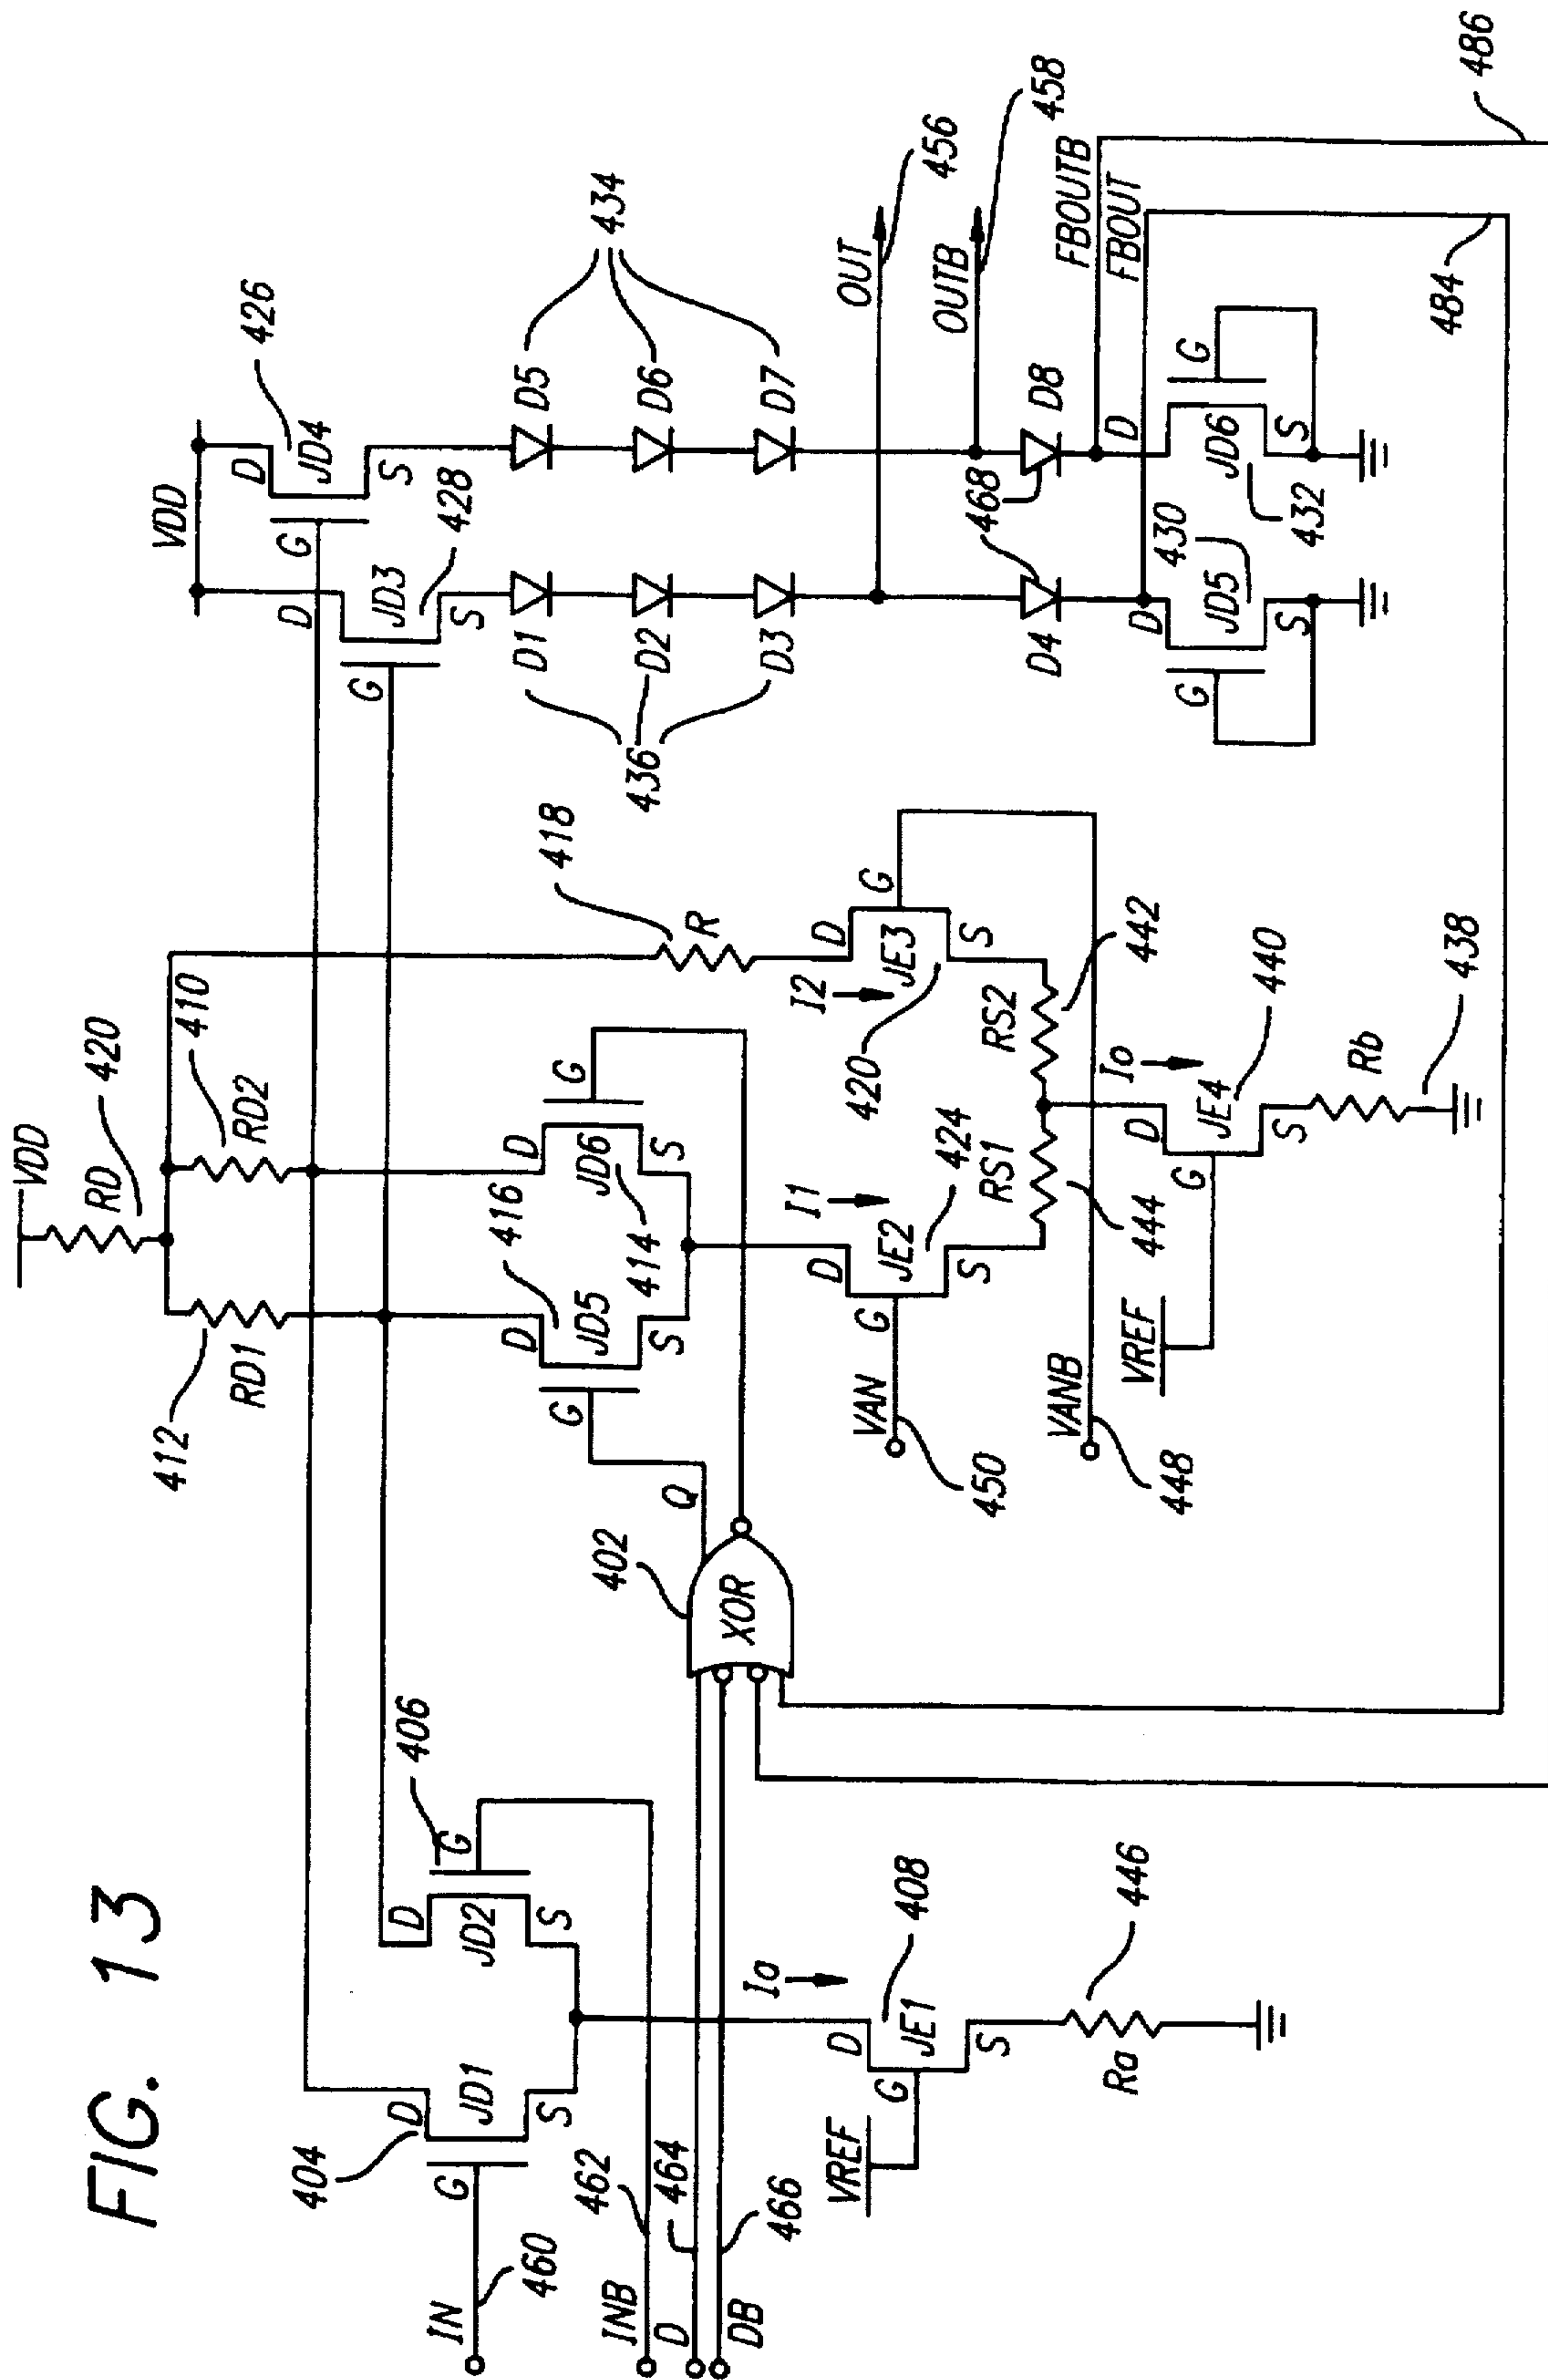 FIG. 13
VDD
RD
420
410
RD2
412
RD1
VDD
D
JD4
426
S
G
D
JD3
428
S
G
D5
D6
D7
434
D1
D2
D3
436
OUT
456
OUTB
458
468
D8
D4
FBOUTB
FBOUT
486
484
D
JD6
432
G
S
D
430
JD5
G
S
418
R
D
I2
JE3
420
G
S
RS2
442
D
416
JD5
G
S
D
JD6
414
G
S
I1
D
JE2
424
G
S
RS1
444
Io
D
JE4
440
G
S
Rb
438
VREF
VAN
450
VANB
448
Q
402
XOR
404
D
JD1
G
S
406
G
D
JD2
S
IN
460
INB
462
D
464
DB
466
Ia
D
JE1
408
G
S
VREF
Ra
446